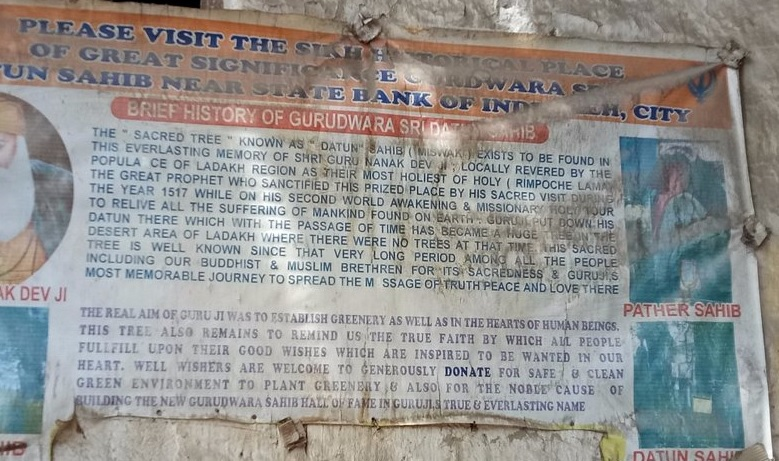 PLEASE VISIT THE SIKH HISTORICAL PLACE
OF GREAT SIGNIFICANCE GURDWARA
TUN SAHIB NEAR STATE BANK OF INDI EH, CITY
BRIEF HISTORY OF GURUDWARA SRI DATUN SAHIB
THE " SACRED TREE " KNOWN AS " DATUN" SAHIB ( MISWAK ) EXISTS TO BE FOUND IN
THIS EVERLASTING MEMORY OF SHRI GURU NANAK DEV JI , LOCALLY REVERED BY THE
POPULA CE OF LADAKH REGION AS THEIR MOST HOLIEST OF HOLY ( RIMPOCHE LAMA)
THE GREAT PROPHET WHO SANCTIFIED THIS PRIZED PLACE BY HIS SACRED VISIT DURING
THE YEAR 1517 WHILE ON HIS SECOND WORLD AWAKENING & MISSIONARY HOLY TOUR
TO RELIVE ALL THE SUFFERING OF MANKIND FOUND ON EARTH . GURUJI PUT DOWN HIS
DATUN THERE WHICH WITH THE PASSAGE OF TIME HAS BECAME A HUGE IN THE
DESERT AREA OF LADAKH WHERE THERE WERE NO TREES AT THAT TIME. THIS SACRED
TREE IS WELL KNOWN SINCE THAT VERY LONG PERIOD AMONG ALL THE PEOPLE
INCLUDING OUR BUDDHIST & MUSLIM BRETHREN FOR ITS SACREDNESS & GURUJI,S
MOST MEMORABLE JOURNEY TO SPREAD THE M SSAGE OF TRUTH PEACE AND LOVE THERE
AK DEV JI
PATHER SAHIB
THE REAL AIM OF GURU JI WAS TO ESTABLISH GREENERY AS WELL AS IN THE HEARTS OF HUMAN BEINGS.
THIS TREE ALSO REMAINS TO REMIND US THE TRUE FAITH BY WHICH ALL PEOPLE
FULLFILL UPON THEIR GOOD WISHES WHICH ARE INSPIRED TO BE WANTED IN OUR
HEART. WELL WISHERS ARE WELCOME TO GENEROUSLY DONATE FOR SAFE & CLEAN
GREEN ENVIRONMENT TO PLANT GREENERY & ALSO FOR THE NOBLE CAUSE OF
BUILDING THE NEW GURUDWARA SAHIB HALL OF FAME IN GURUJI,S TRUE & EVERLASTING NAME
DATUN SAHI